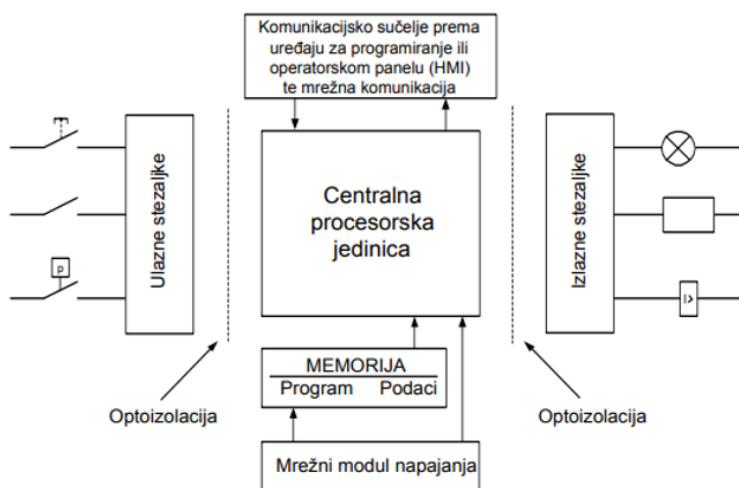 Komunikacijsko sučelje prema
uređaju za programiranje ili
operatorskom panelu (HMI)
te mrežna komunikacija
Ulazne stezaljke
p
Centralna
procesorska
jedinica
Izlazne stezaljke
MEMORIJA
Program Podaci
Optoizolacija
Optoizolacija
Mrežni modul napajanja